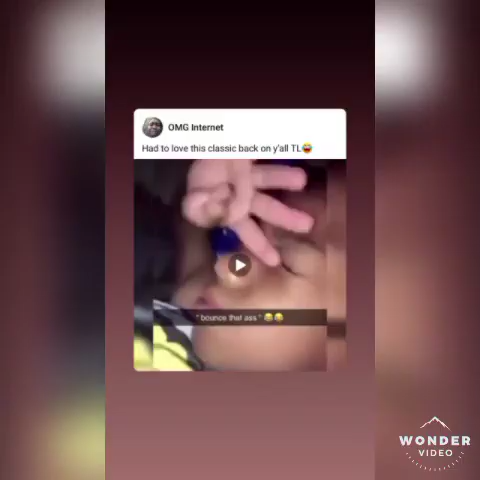 OMG Internet
Had to love this classic back on y'all TL😂
" bounce that ass " 😂😂
WONDER
VIDEO